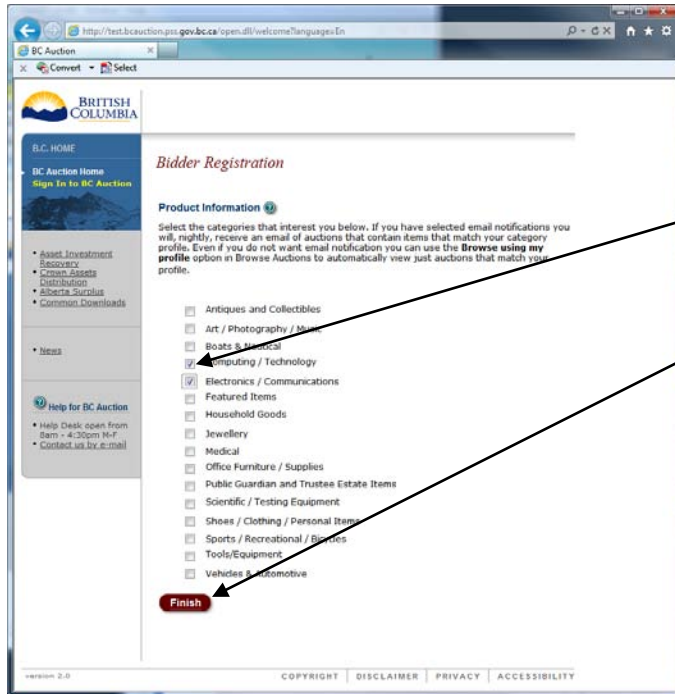 http://test.bcauction.pss.gov.bc.ca/open.dll/welcome?language=En
BC Auction
x Convert Select
BRITISH
COLUMBIA
B.C. HOME
BC Auction Home
Sign In to BC Auction
• Asset Investment
Recovery
• Crown Assets
Distribution
• Alberta Surplus
• Common Downloads
• News
Help for BC Auction
• Help Desk open from
8am - 4:30pm M-F
• Contact us by e-mail
Bidder Registration
Product Information
Select the categories that interest you below. If you have selected email notifications you
will, nightly, receive an email of auctions that contain items that match your category
profile. Even if you do not want email notification you can use the Browse using my
profile option in Browse Auctions to automatically view just auctions that match your
profile.
Antiques and Collectibles
Art / Photography / Music
Boats & Nautical
Computing / Technology
Electronics / Communications
Featured Items
Household Goods
Jewellery
Medical
Office Furniture / Supplies
Public Guardian and Trustee Estate Items
Scientific / Testing Equipment
Shoes / Clothing / Personal Items
Sports / Recreational / Bicycles
Tools/Equipment
Vehicles & Automotive
Finish
version 2.0
COPYRIGHT | DISCLAIMER | PRIVACY | ACCESSIBILITY